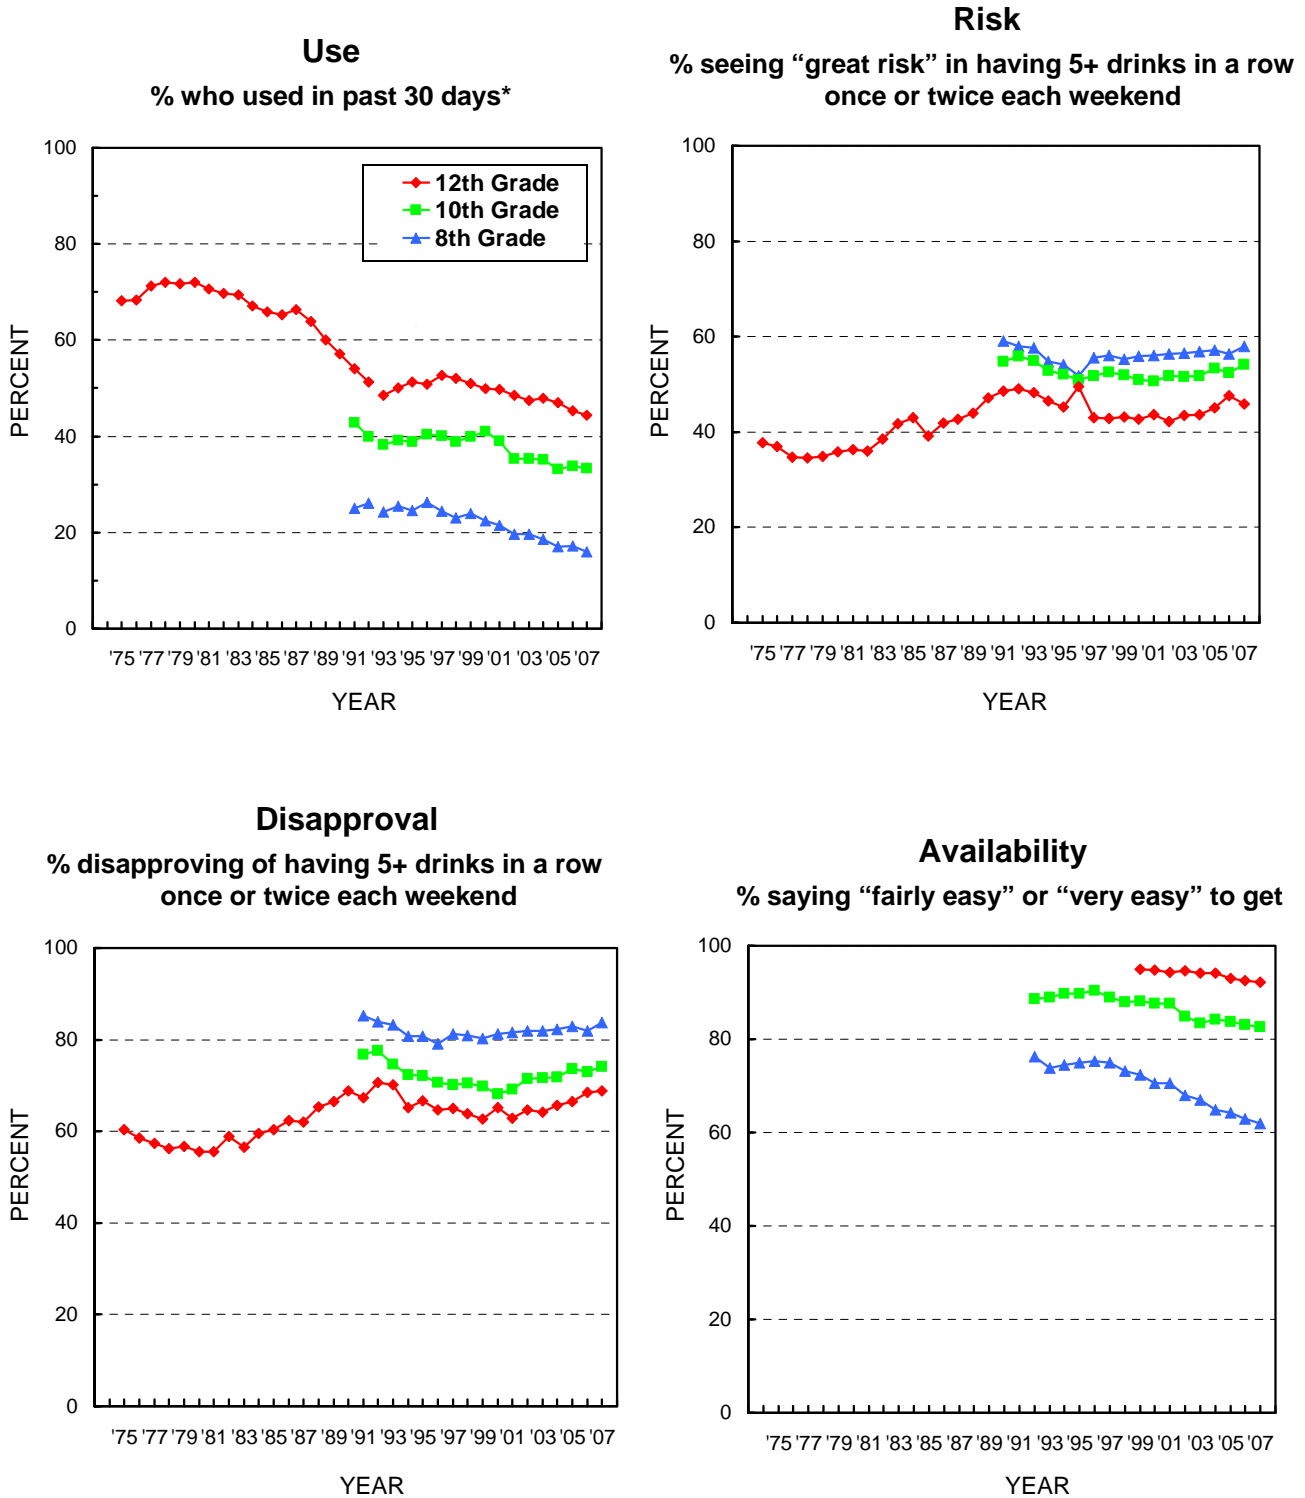 Use
% who used in past 30 days*
100
80
60
40
20
0
PERCENT
12th Grade
10th Grade
8th Grade
'75 '77 '79 '81 '83 '85 '87 '89 '91 '93 '95 '97 '99 '01 '03 '05 '07
YEAR
Risk
% seeing “great risk” in having 5+ drinks in a row
once or twice each weekend
100
80
60
40
20
0
PERCENT
'75 '77 '79 '81 '83 '85 '87 '89 '91 '93 '95 '97 '99 '01 '03 '05 '07
YEAR
Disapproval
% disapproving of having 5+ drinks in a row
once or twice each weekend
100
80
60
40
20
0
PERCENT
'75 '77 '79 '81 '83 '85 '87 '89 '91 '93 '95 '97 '99 '01 '03 '05 '07
YEAR
Availability
% saying “fairly easy” or “very easy” to get
100
80
60
40
20
0
PERCENT
'75 '77 '79 '81 '83 '85 '87 '89 '91 '93 '95 '97 '99 '01 '03 '05 '07
YEAR